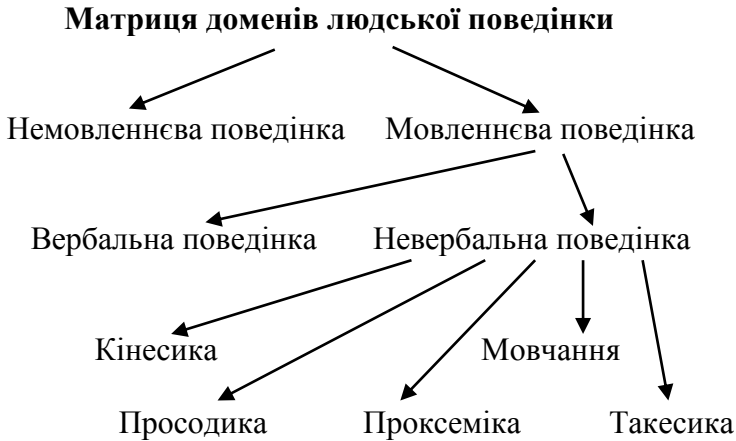 Матриця доменів людської поведінки
Немовленнєва поведінка Мовленнєва поведінка
Вербальна поведінка Невербальна поведінка
Кінесика Мовчання
Просодика Проксеміка Такесика